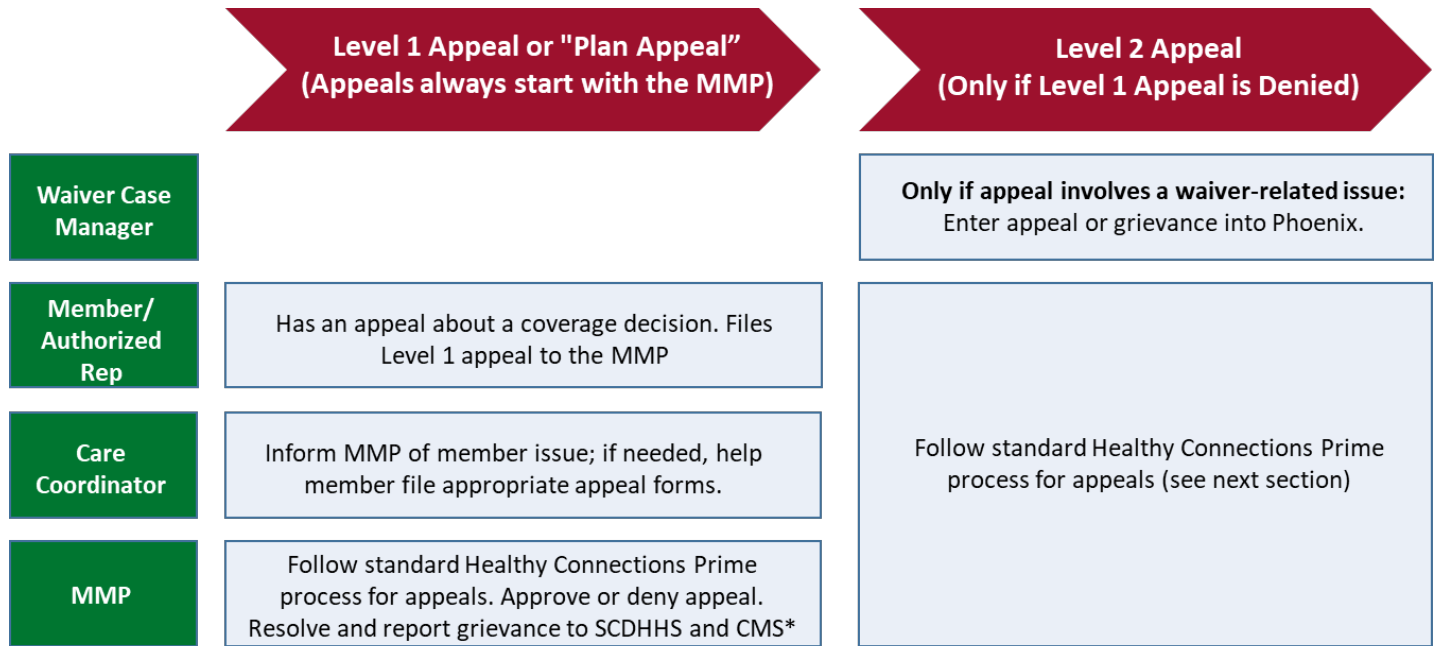 Level 1 Appeal or "Plan Appeal”
(Appeals always start with the MMP)
Level 2 Appeal
(Only if Level 1 Appeal is Denied)
Waiver Case
Manager
Only if appeal involves a waiver-related issue:
Enter appeal or grievance into Phoenix.
Member/
Authorized
Rep
Has an appeal about a coverage decision. Files
Level 1 appeal to the MMP
Care
Coordinator
Inform MMP of member issue; if needed, help
member file appropriate appeal forms.
Follow standard Healthy Connections Prime
process for appeals (see next section)
MMP
Follow standard Healthy Connections Prime
process for appeals. Approve or deny appeal.
Resolve and report grievance to SCDHHS and CMS*